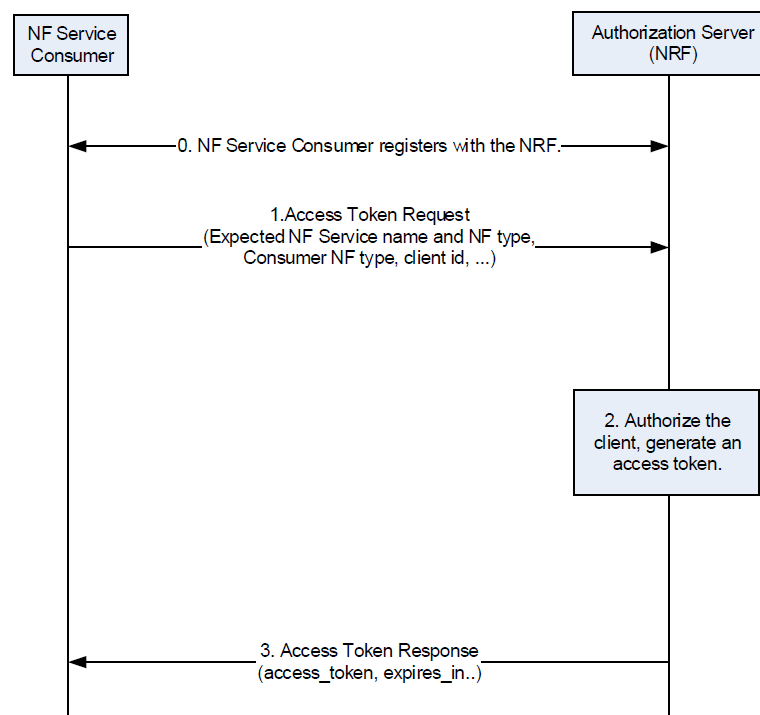 NF Service
Consumer
Authorization Server
(NRF)
0. NF Service Consumer registers with the NRF.
1.Access Token Request
(Expected NF Service name and NF type,
Consumer NF type, client id, ...)
2. Authorize the
client, generate an
access token.
3. Access Token Response
(access_token, expires_in..)